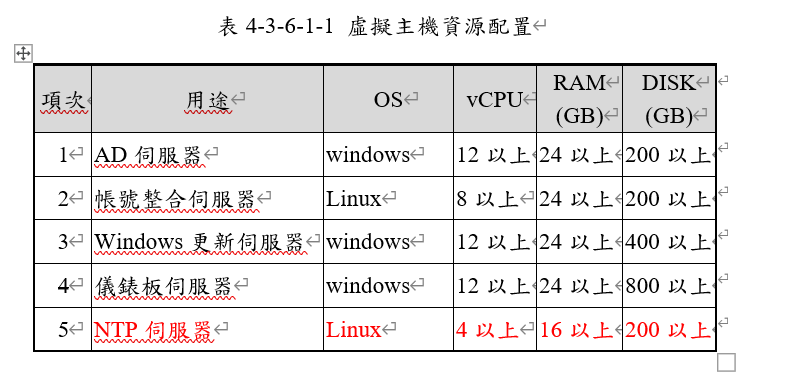 表 4-3-6-1-1 虛擬主機資源配置
項次 用途 OS vCPU RAM (GB) DISK (GB)
1 AD 伺服器 windows 12 以上 24 以上 200 以上
2 帳號整合伺服器 Linux 8 以上 24 以上 200 以上
3 Windows 更新伺服器 windows 12 以上 24 以上 400 以上
4 儀錶板伺服器 windows 12 以上 24 以上 800 以上
5 NTP 伺服器 Linux 4 以上 16 以上 200 以上